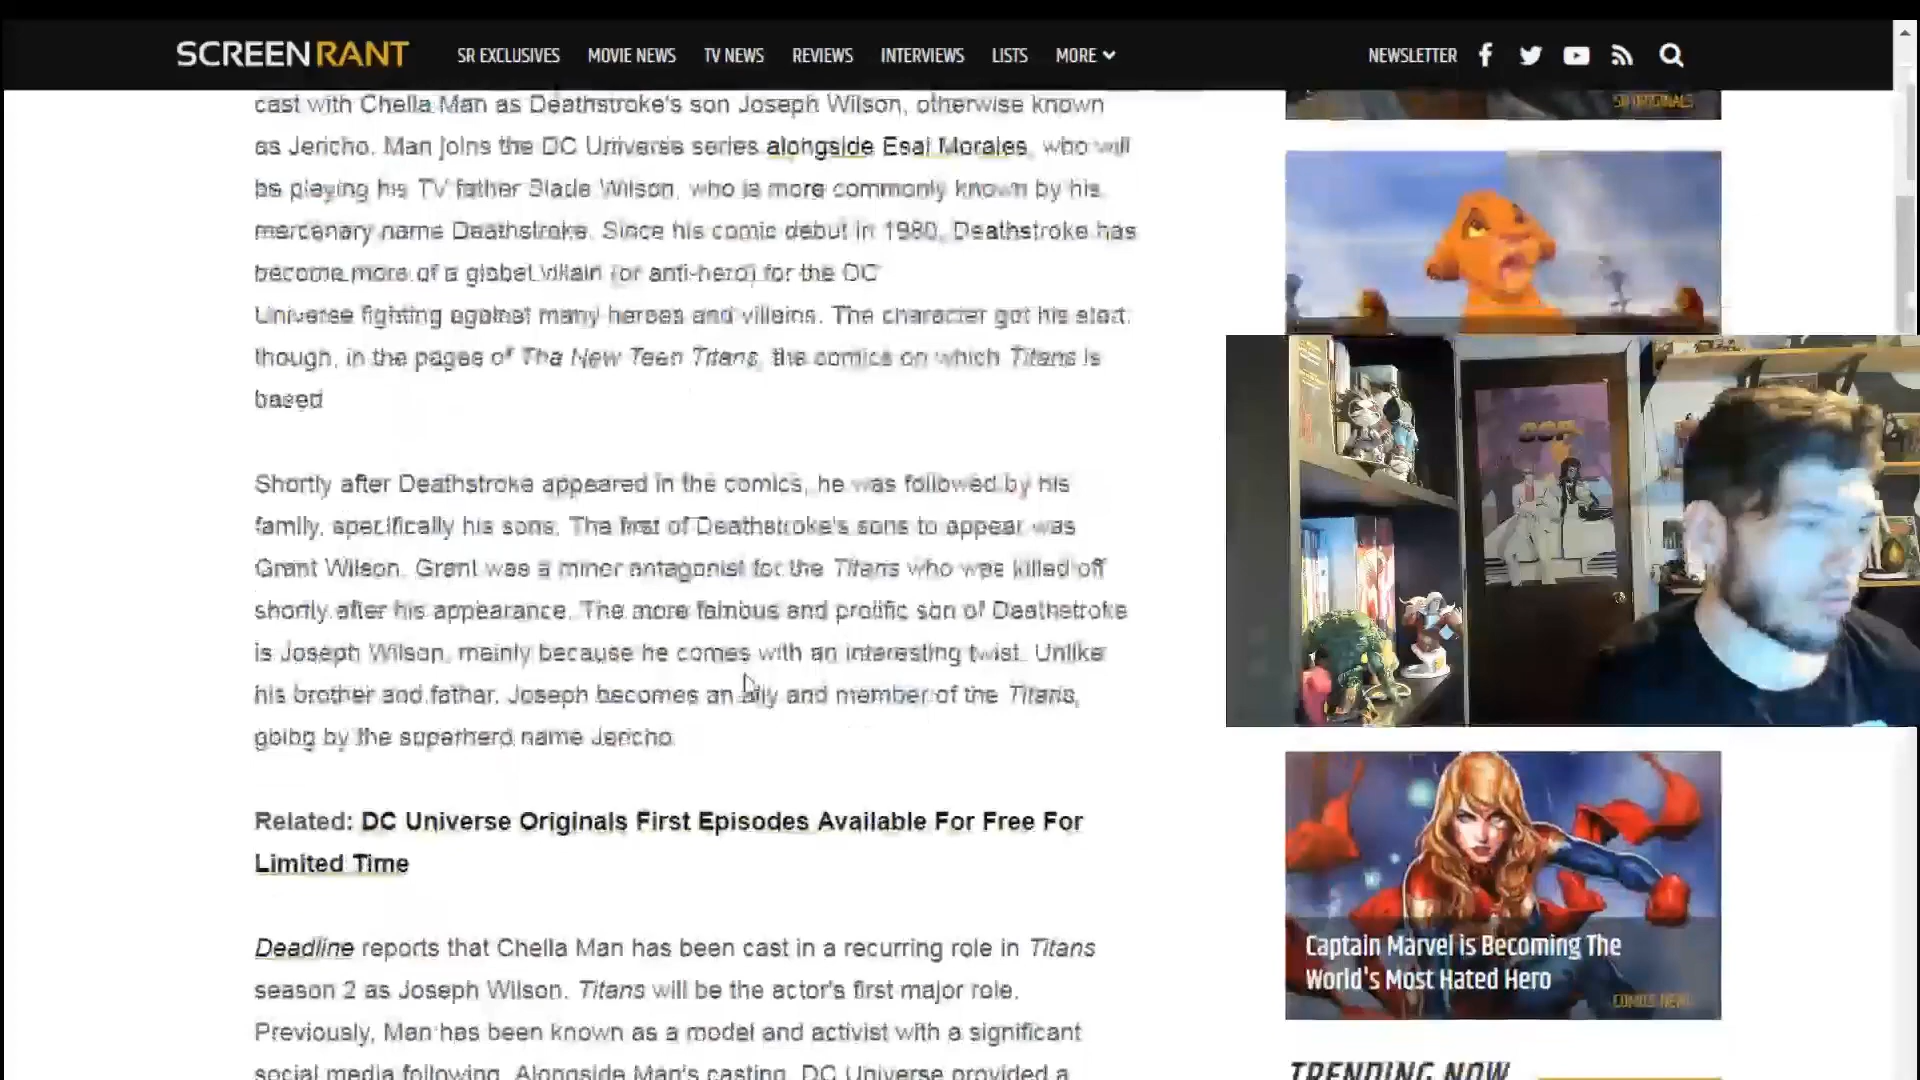 SCREENRANT
SR EXCLUSIVES MOVIE NEWS TV NEWS REVIEWS INTERVIEWS LISTS MORE
NEWSLETTER
cast with Chella Man as Deathstroke's son Joseph Wilson, otherwise known
as Jericho. Man joins the DC Universe series alongside Esai Morales, who will
be playing his TV father Slade Wilson, who is more commonly known by his
mercenary name Deathstroke. Since his comic debut in 1980, Deathstroke has
become more of a global villain (or anti-hero) for the DC
Universe fighting against many heroes and villains. The character got his start,
though, in the pages of The New Teen Titans, the comics on which Titans is
based
Shortly after Deathstroke appeared in the comics, he was followed by his
family, specifically his sons. The first of Deathstroke's sons to appear was
Grant Wilson. Grant was a minor antagonist for the Titans who was killed off
shortly after his appearance. The more famous and prolific son of Deathstroke
is Joseph Wilson, mainly because he comes with an interesting twist. Unlike
his brother and father, Joseph becomes an ally and member of the Titans,
going by the superhero name Jericho.
Related: DC Universe Originals First Episodes Available For Free For
Limited Time
Deadline reports that Chella Man has been cast in a recurring role in Titans
season 2 as Joseph Wilson. Titans will be the actor's first major role.
Previously, Man has been known as a model and activist with a significant
social media following. Alongside Man's casting, DC Universe provided a
SR ORIGINALS
Captain Marvel is Becoming The
World's Most Hated Hero
COMICS NEWS
TRENDING NOW